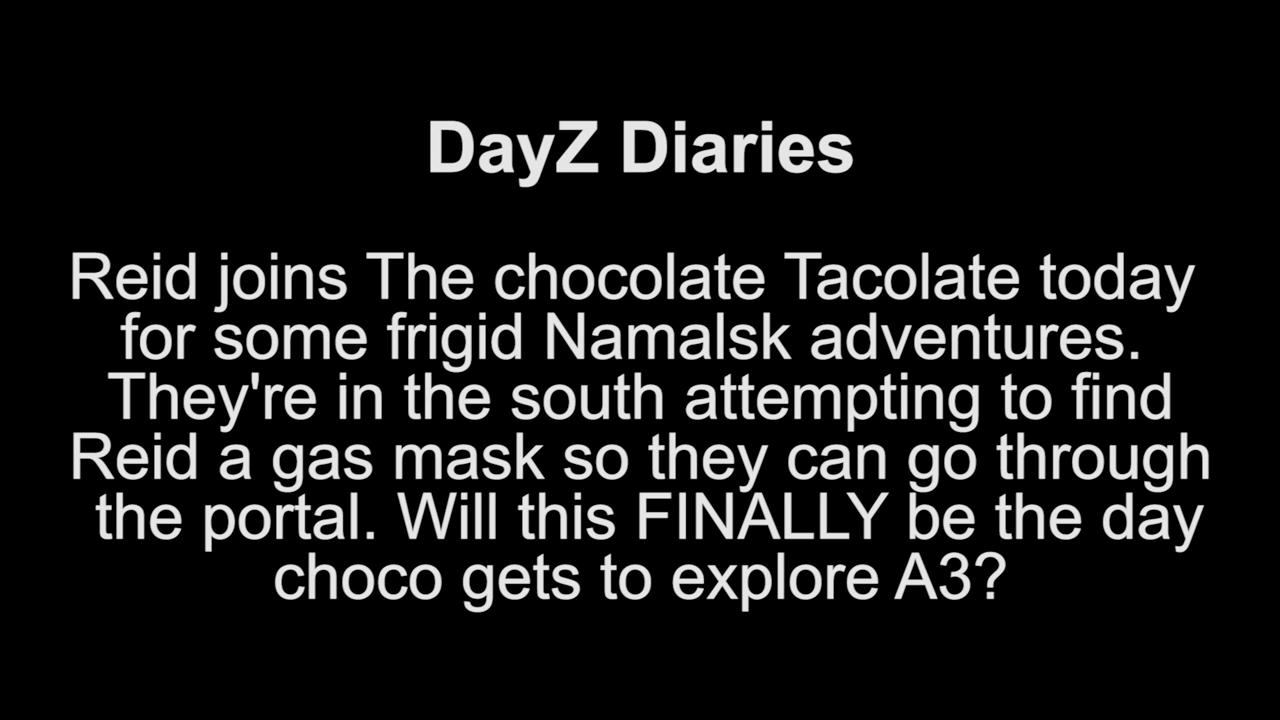 DayZ Diaries
Reid joins The chocolate Tacolate today
for some frigid Namalsk adventures.
They're in the south attempting to find
Reid a gas mask so they can go through
the portal. Will this FINALLY be the day
choco gets to explore A3?